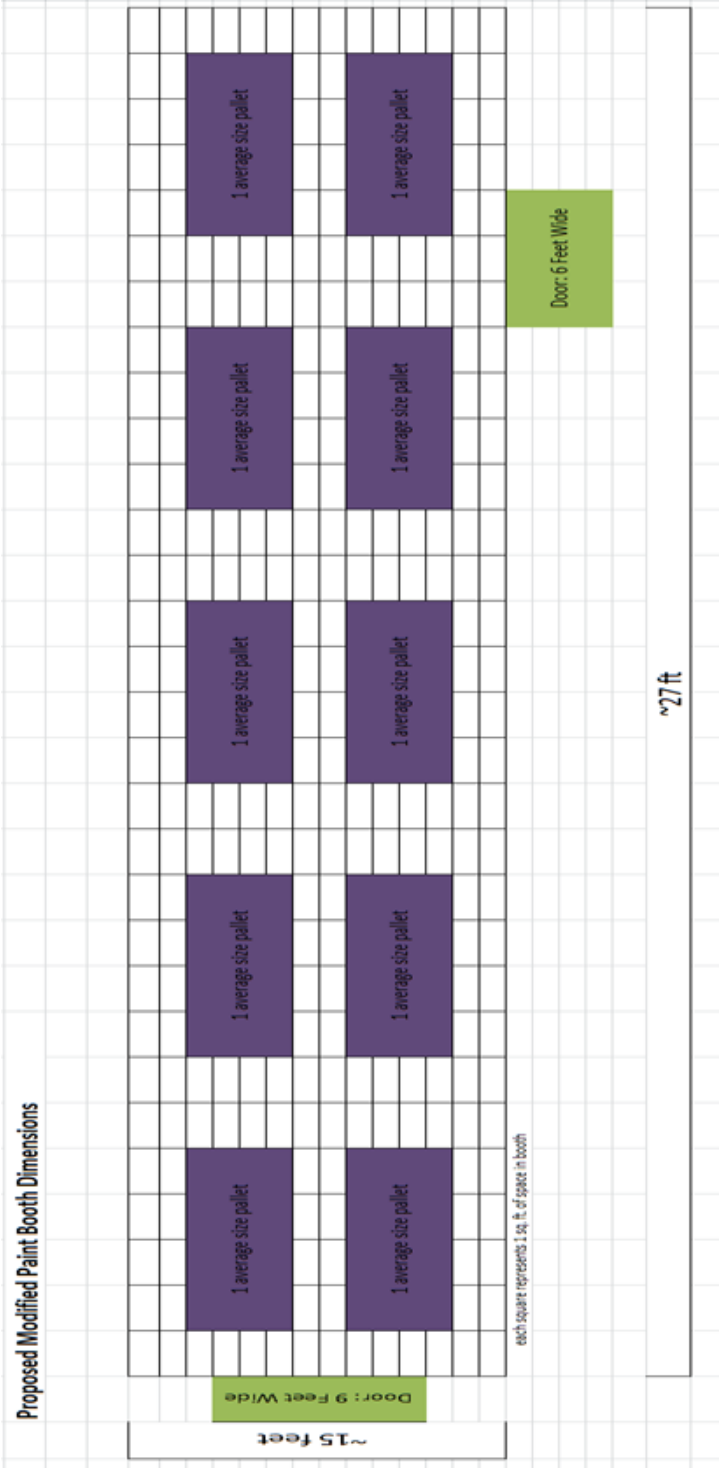 Proposed Modified Paint Booth Dimensions
1 average size pallet
1 average size pallet
1 average size pallet
1 average size pallet
1 average size pallet
1 average size pallet
1 average size pallet
1 average size pallet
1 average size pallet
1 average size pallet
Door: 6 Feet Wide
Door: 9 Feet Wide
~15 feet
each square represents 1 sq. ft. of space in booth
~27 ft